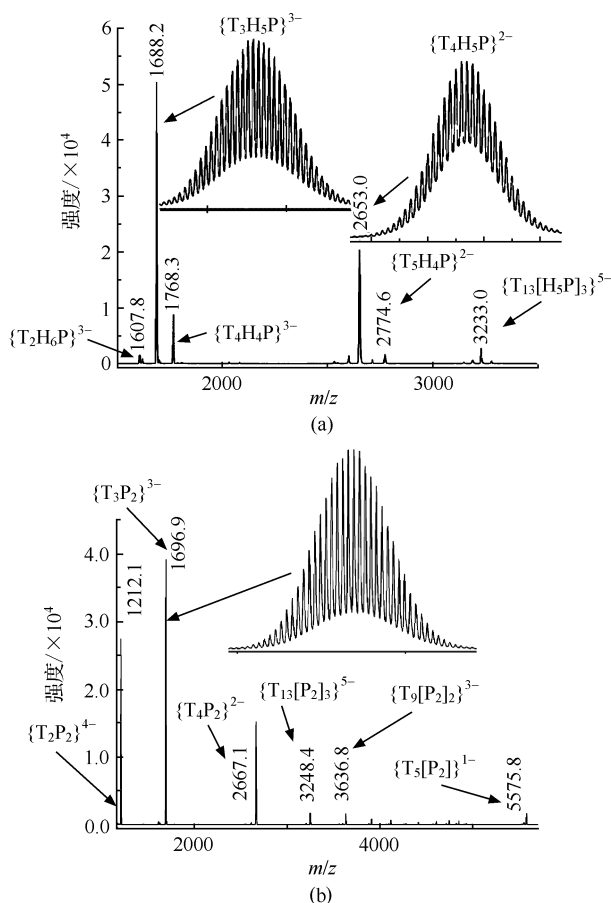 {T₃H₅P}³⁻
{T₄H₅P}²⁻
1688.2
6
5
4
3
2
1
0
强度/×10⁴
2653.0
{T₅H₄P}²⁻
{T₁₃[H₅P]₃}⁵⁻
{T₂H₆P}³⁻
1607.8
1768.3
{T₄H₄P}³⁻
2774.6
3233.0
2000
3000
m/z
(a)
{T₃P₂}³⁻
1696.9
1212.1
4.0
3.0
2.0
1.0
0.0
强度/×10⁴
{T₂P₂}⁴⁻
{T₄P₂}²⁻
{T₁₃[P₂]₃}⁵⁻
{T₉[P₂]₂}³⁻
{T₅[P₂]}¹⁻
2667.1
3248.4
3636.8
5575.8
2000
4000
m/z
(b)